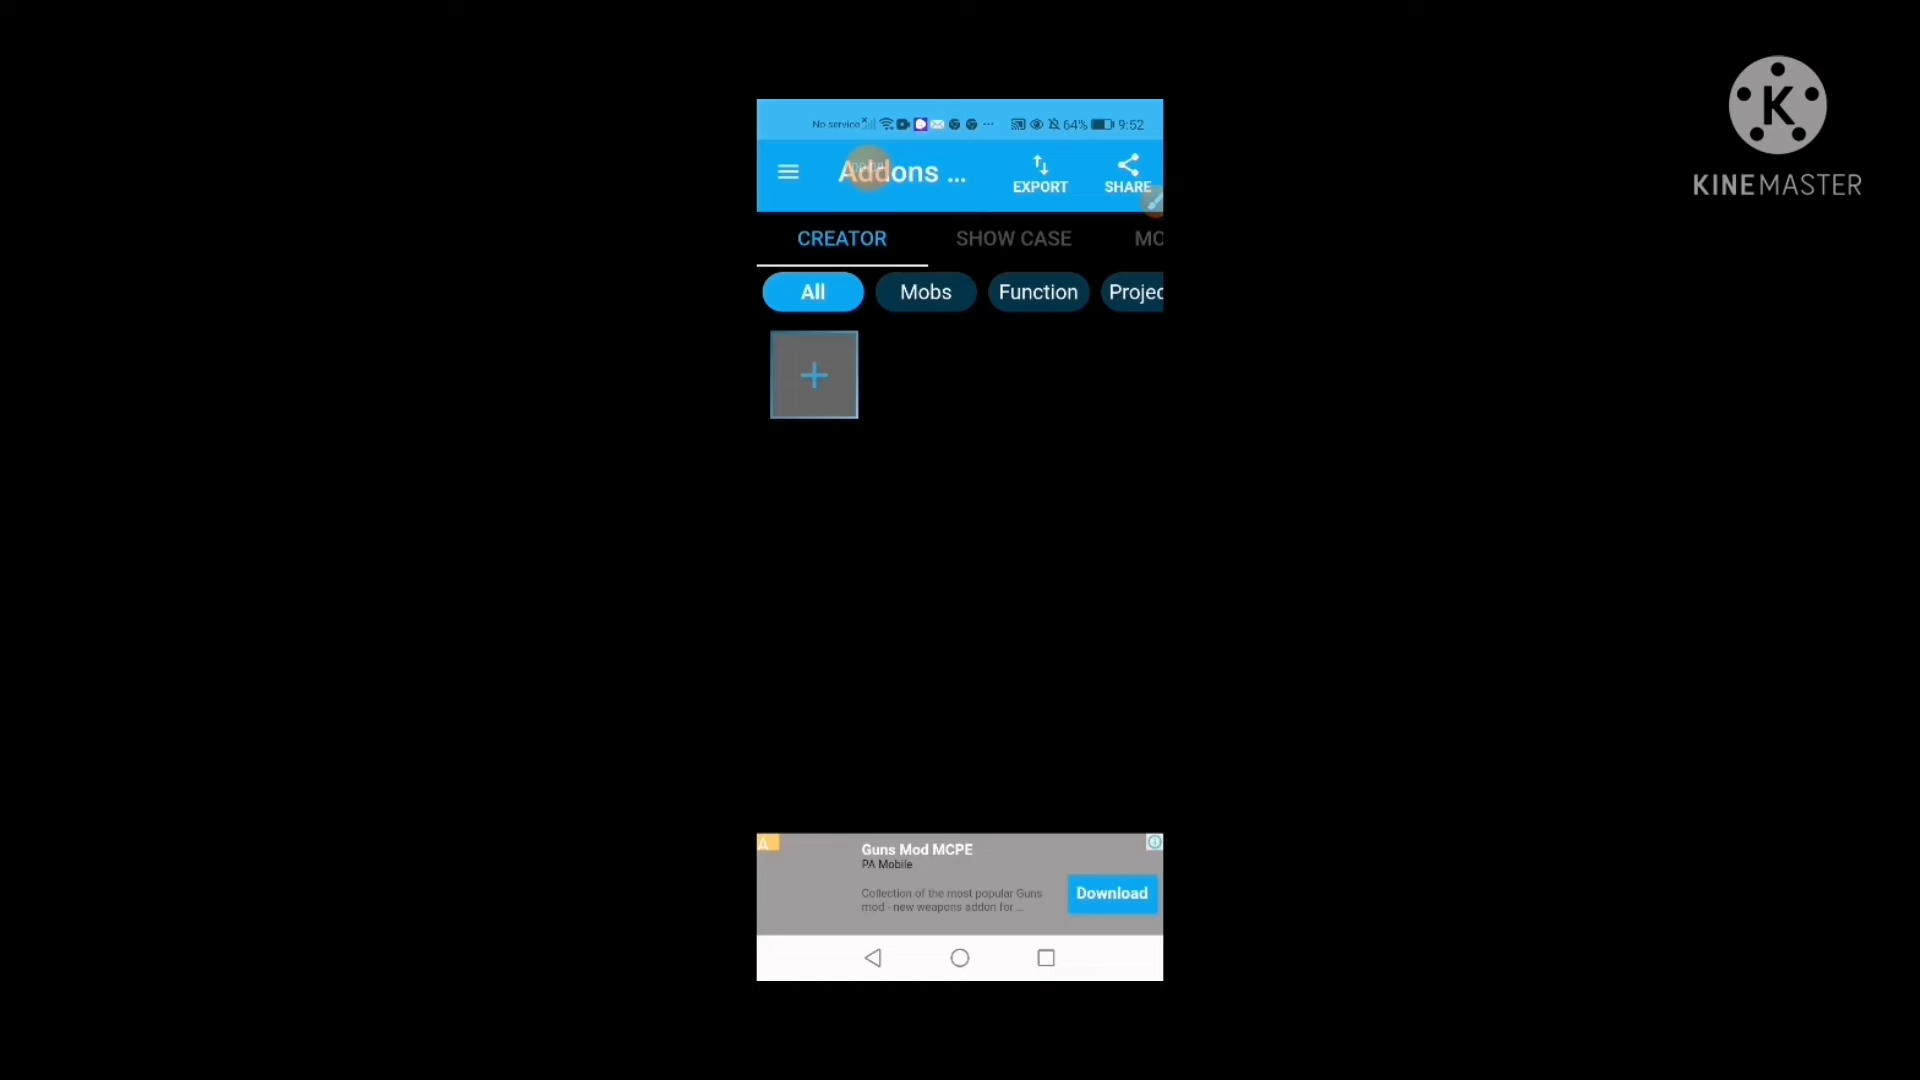 No service 64% 9:52
Addons ...
EXPORT
SHARE
CREATOR SHOW CASE MO
All Mobs Function Projec
Guns Mod MCPE
PA Mobile
Collection of the most popular Guns
mod - new weapons addon for ...
Download
K
KINEMASTER